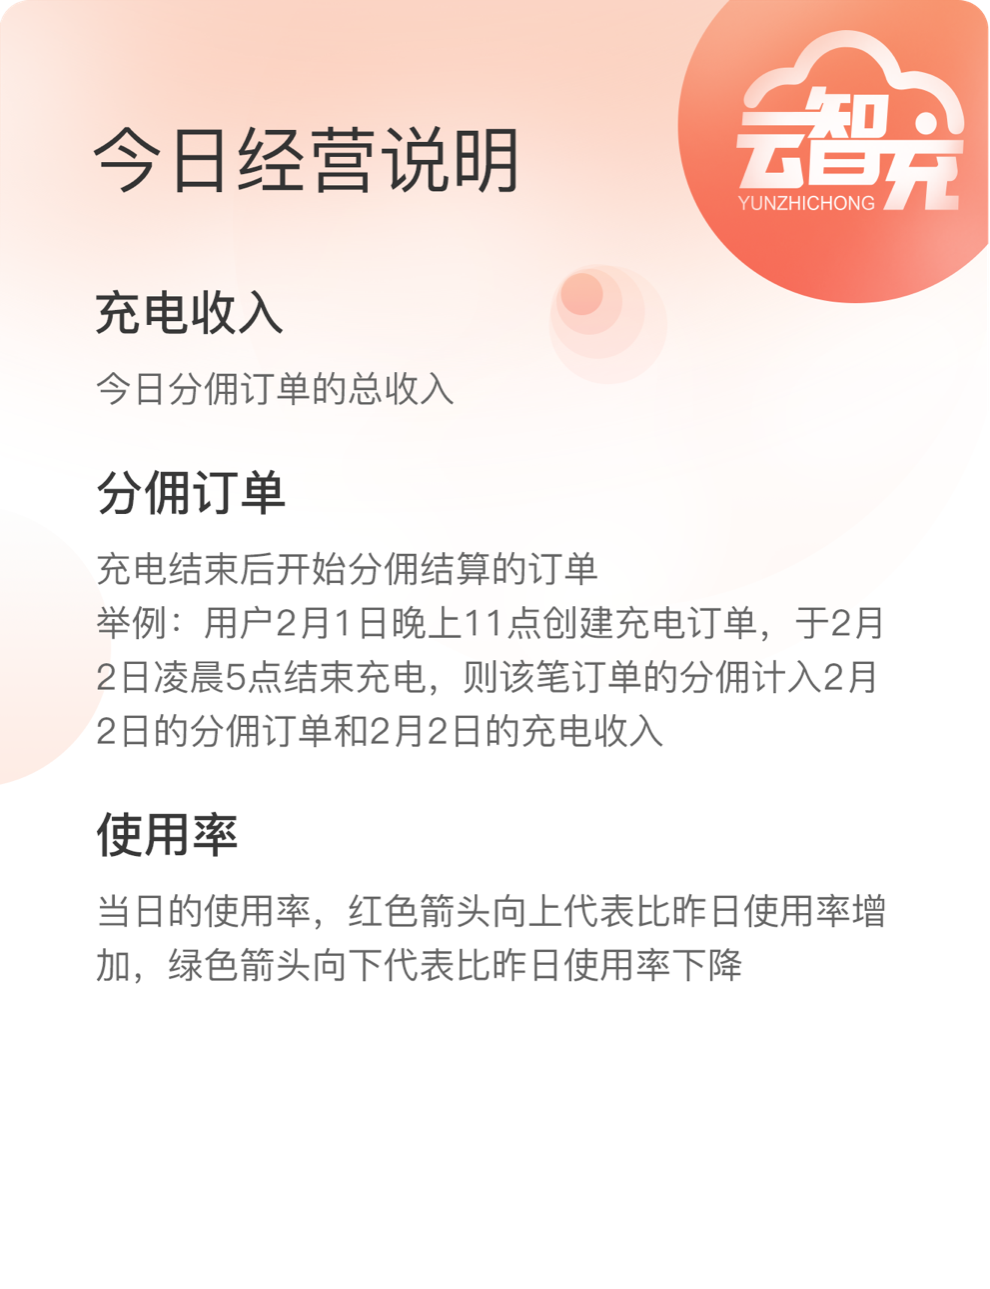 云智充
YUNZHICHONG
今日经营说明
充电收入
今日分佣订单的总收入
分佣订单
充电结束后开始分佣结算的订单
举例：用户2月1日晚上11点创建充电订单，于2月
2日凌晨5点结束充电，则该笔订单的分佣计入2月
2日的分佣订单和2月2日的充电收入
使用率
当日的使用率，红色箭头向上代表比昨日使用率增
加，绿色箭头向下代表比昨日使用率下降